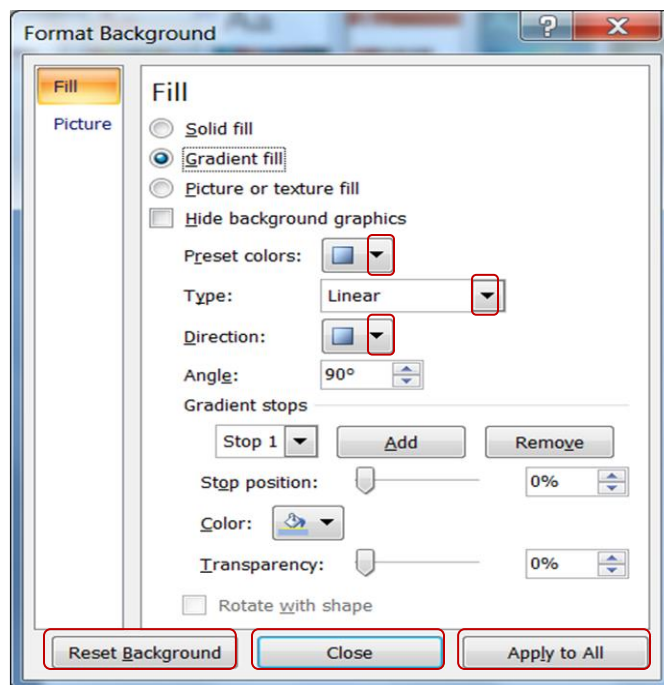 Format Background
?
X
Fill
Picture
Fill
Solid fill
Gradient fill
Picture or texture fill
Hide background graphics
Preset colors:
Type: Linear
Direction:
Angle: 90°
Gradient stops
Stop 1 Add Remove
Stop position: 0%
Color:
Transparency: 0%
Rotate with shape
Reset Background Close Apply to All